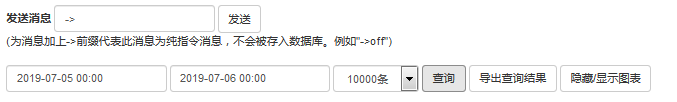 发送消息 -> 发送
(为消息加上->前缀代表此消息为纯指令消息，不会被存入数据库。例如"->off")
2019-07-05 00:00 2019-07-06 00:00 10000条 查询 导出查询结果 隐藏/显示图表